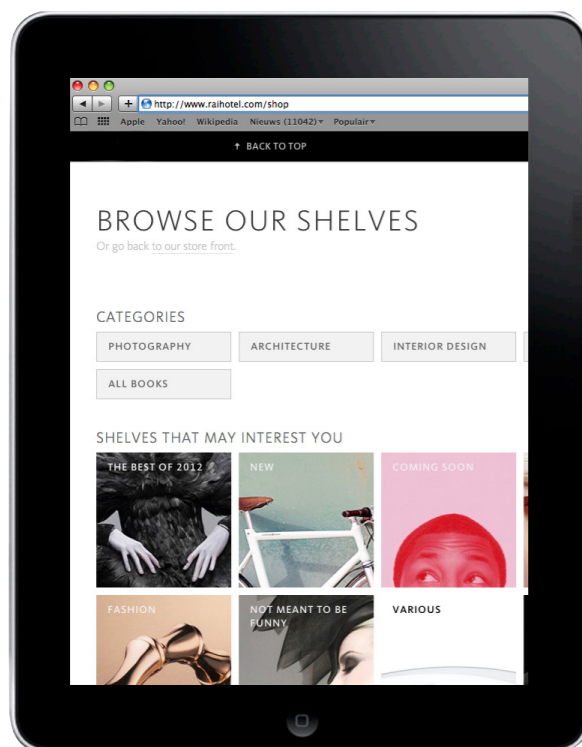 http://www.raihotel.com/shop
Apple Yahoo! Wikipedia Nieuws (11042)▾ Populair▾
↑ BACK TO TOP
BROWSE OUR SHELVES
Or go back to our store front.
CATEGORIES
PHOTOGRAPHY ARCHITECTURE INTERIOR DESIGN
ALL BOOKS
SHELVES THAT MAY INTEREST YOU
THE BEST OF 2012 NEW COMING SOON
FASHION NOT MEANT TO BE VARIOUS
FUNNY